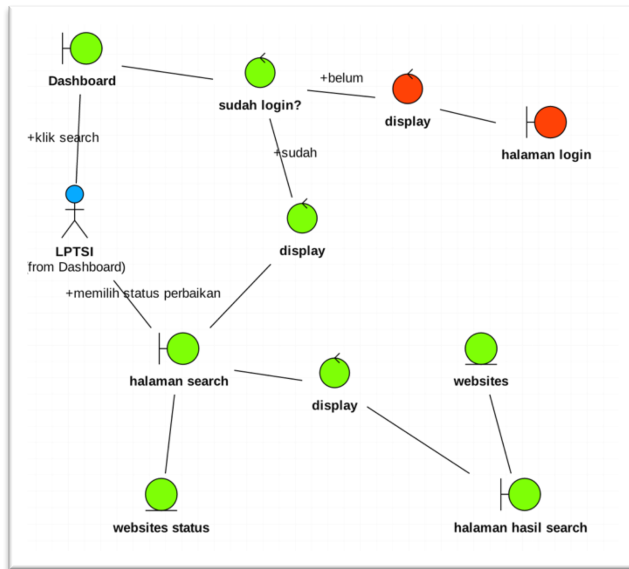 Dashboard
sudah login?
+belum
display
halaman login
+klik search
+sudah
LPTSI
from Dashboard)
display
+memilih status perbaikan
halaman search
display
websites
websites status
halaman hasil search